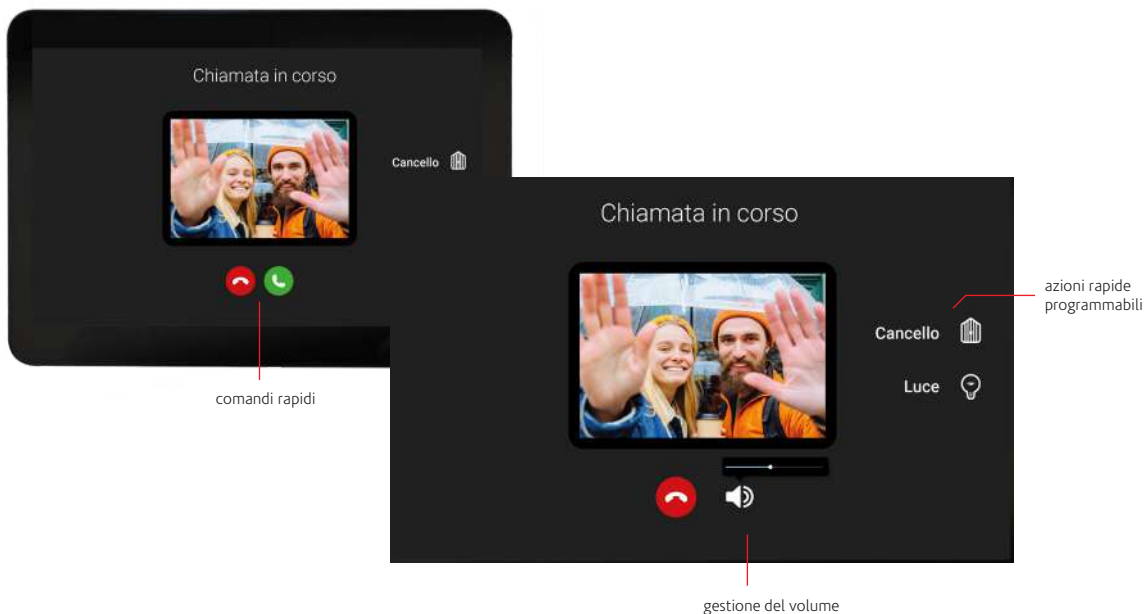 Chiamata in corso
Cancello
comandi rapidi
Chiamata in corso
Cancello
Luce
azioni rapide
programmabili
gestione del volume